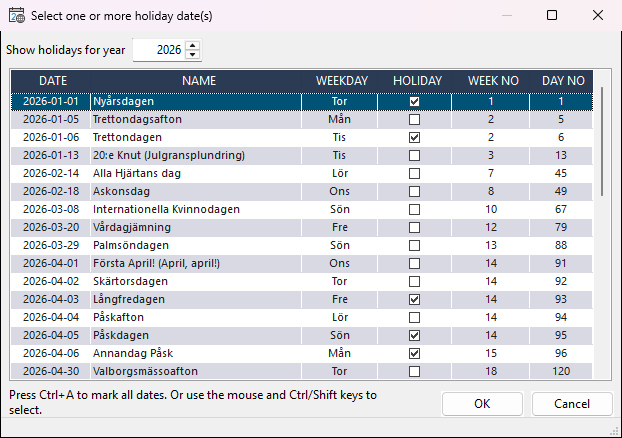 Select one or more holiday date(s)
Show holidays for year 2026
DATE NAME WEEKDAY HOLIDAY WEEK NO DAY NO
2026-01-01 Nyårsdagen Tor 1 1
2026-01-05 Trettondagsafton Mån 2 5
2026-01-06 Trettondagen Tis 2 6
2026-01-13 20:e Knut (Julgransplundring) Tis 3 13
2026-02-14 Alla Hjärtans dag Lör 7 45
2026-02-18 Askonsdag Ons 8 49
2026-03-08 Internationella Kvinnodagen Sön 10 67
2026-03-20 Vårdagjämning Fre 12 79
2026-03-29 Palmsöndagen Sön 13 88
2026-04-01 Första April! (April, april!) Ons 14 91
2026-04-02 Skärtorsdagen Tor 14 92
2026-04-03 Långfredagen Fre 14 93
2026-04-04 Påskafton Lör 14 94
2026-04-05 Påskdagen Sön 14 95
2026-04-06 Annandag Påsk Mån 15 96
2026-04-30 Valborgsmässoafton Tor 18 120
Press Ctrl+A to mark all dates. Or use the mouse and Ctrl/Shift keys to
select.
OK Cancel